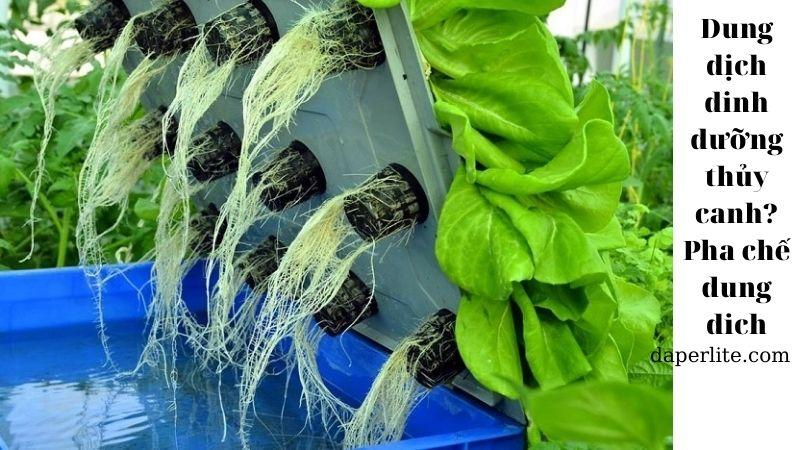 Dung
dịch
dinh
dưỡng
thủy
canh?
Pha chế
dung
dich
daperlite.com